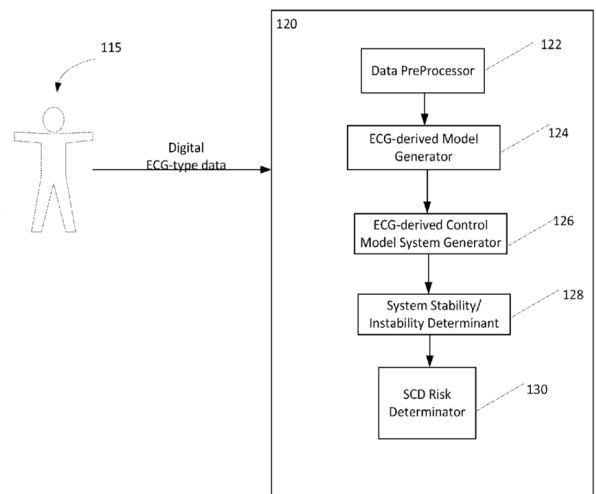 115
Digital
ECG-type data
120
Data PreProcessor
122
ECG-derived Model
Generator
124
ECG-derived Control
Model System Generator
126
System Stability/
Instability Determinant
128
SCD Risk
Determinator
130